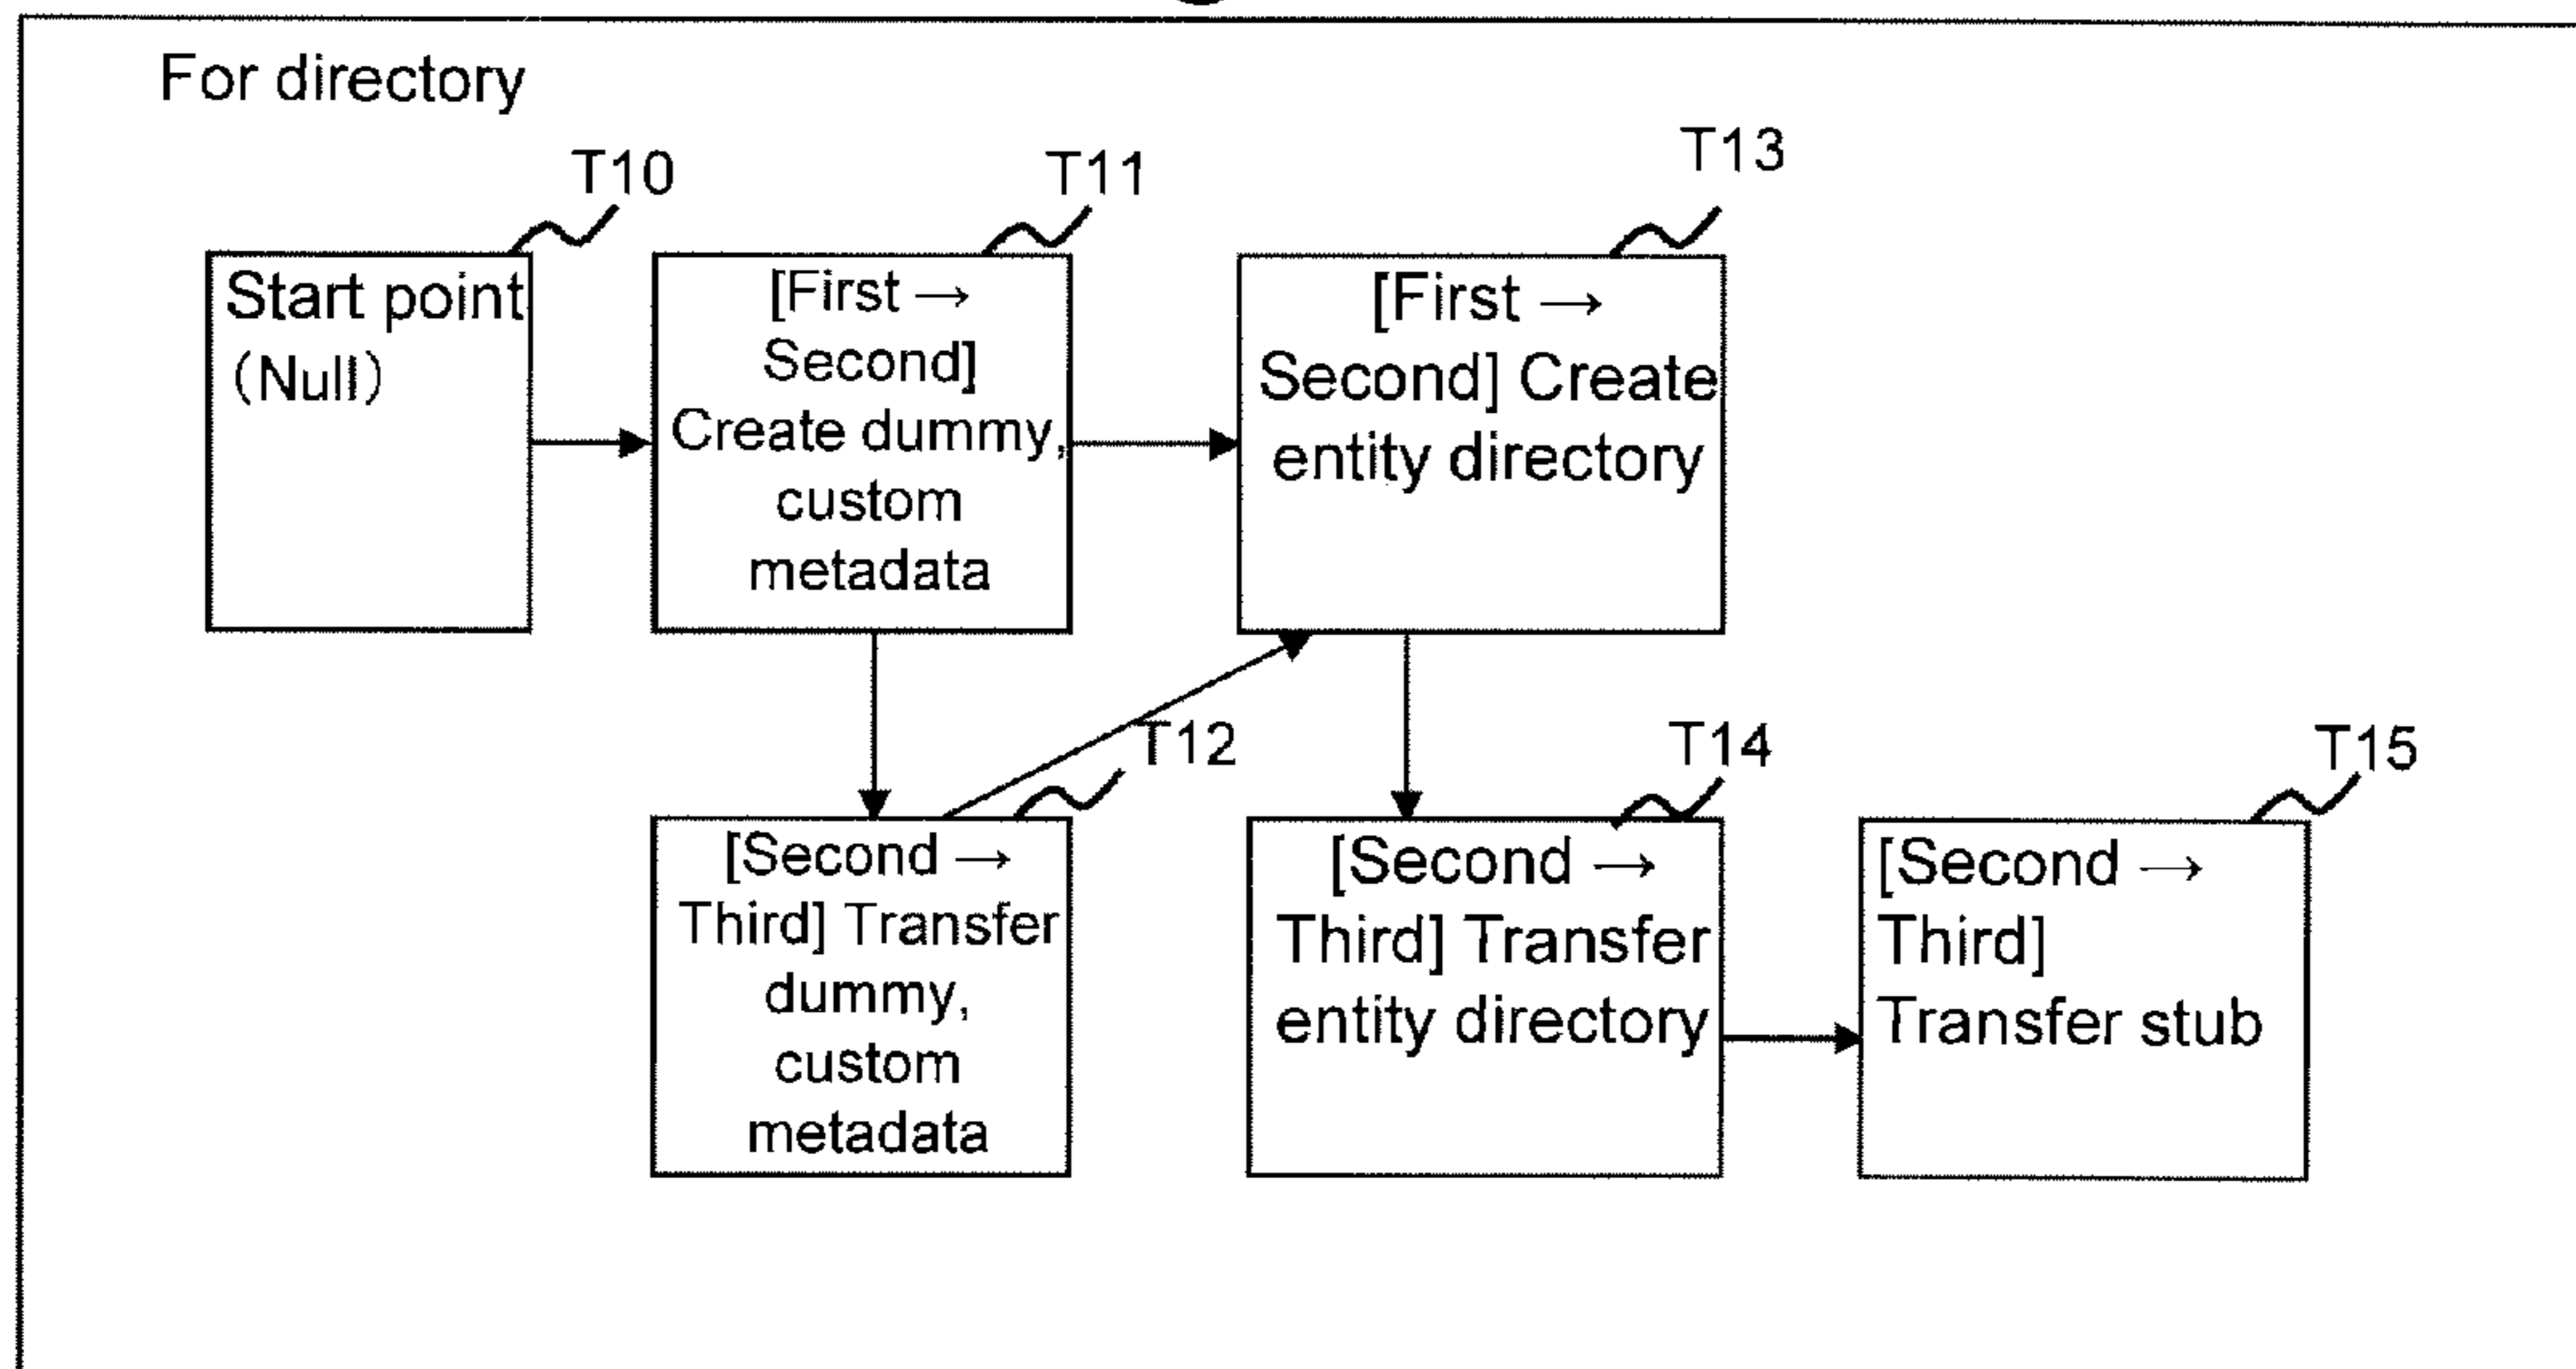 For directory
T10
T11
T13
Start point
（Null）
[First →
Second]
Create dummy,
custom
metadata
[First →
Second] Create
entity directory
T12
T14
T15
[Second →
Third] Transfer
dummy,
custom
metadata
[Second →
Third] Transfer
entity directory
[Second →
Third]
Transfer stub